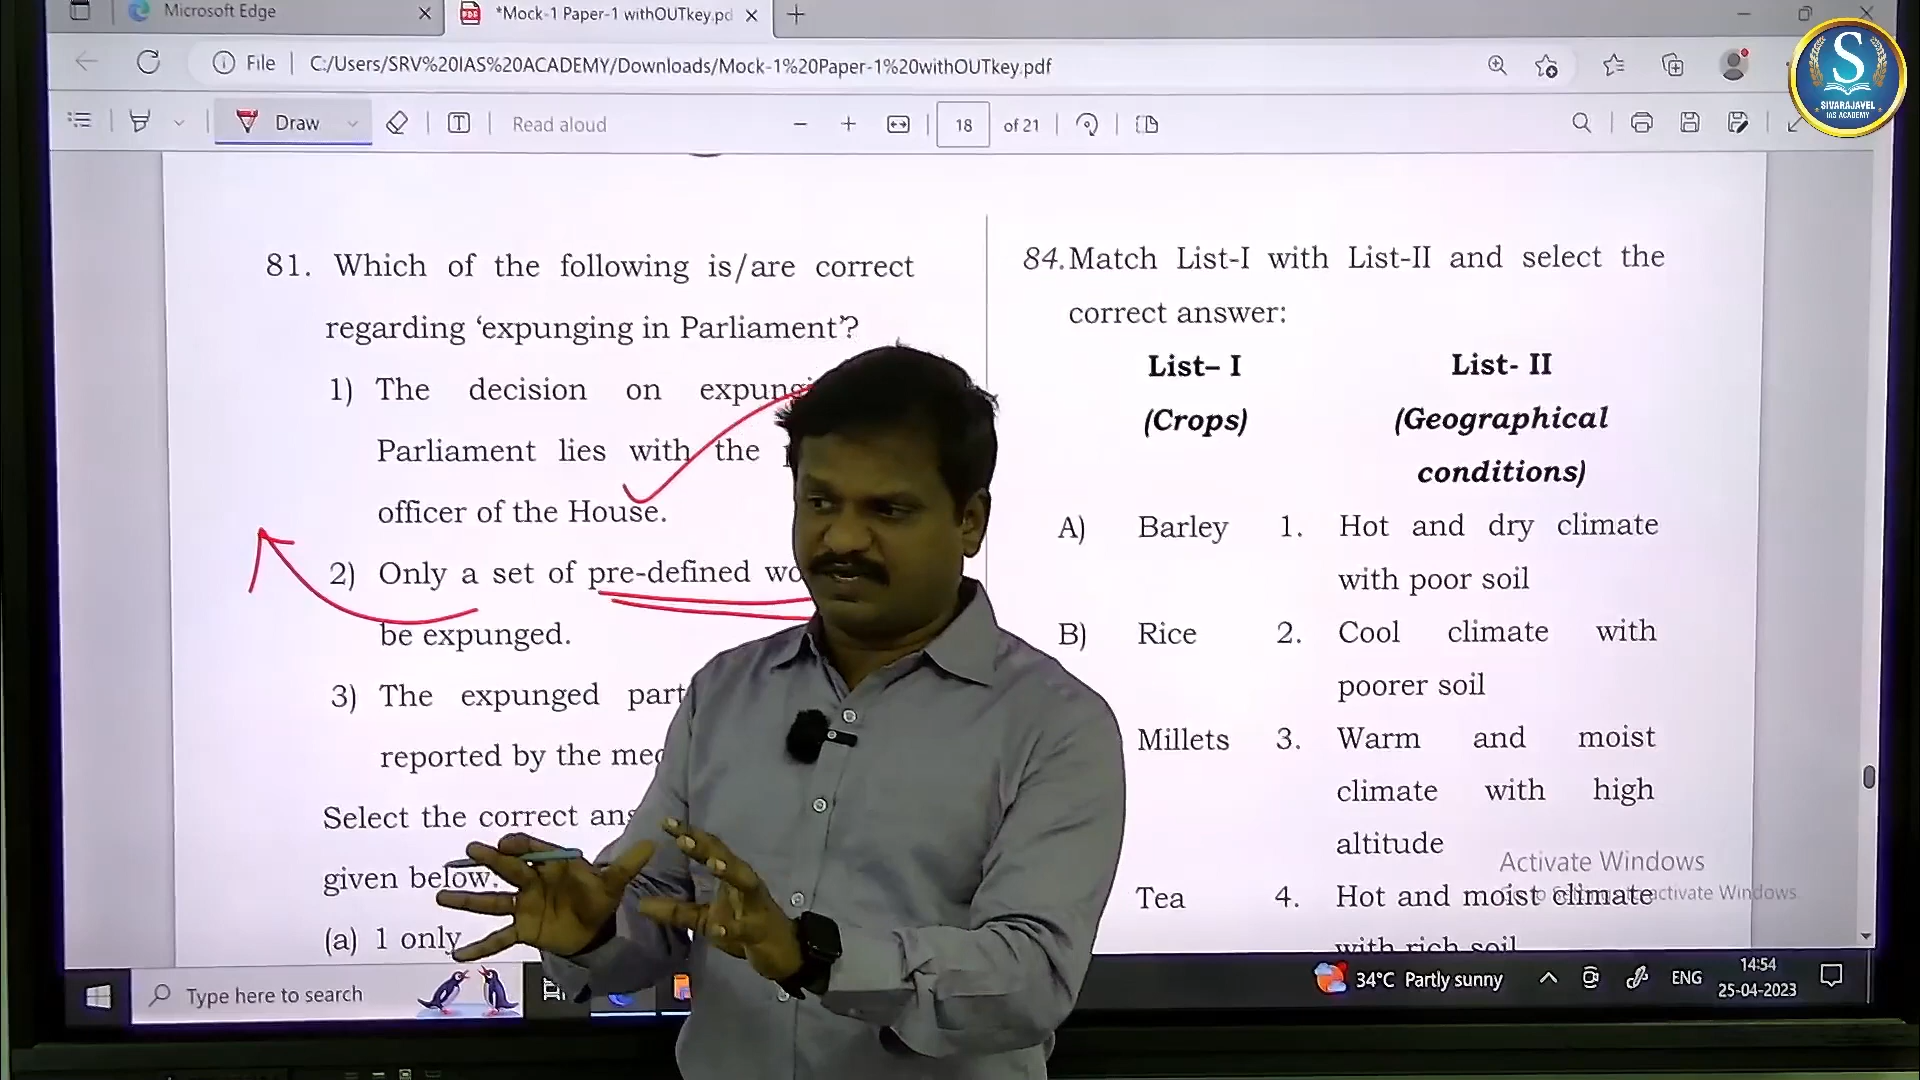 Microsoft Edge
*Mock-1 Paper-1 withOUTkey.pd
File
C:/Users/SRV%20IAS%20ACADEMY/Downloads/Mock-1%20Paper-1%20withOUTkey.pdf
S
SIVARAJAVEL
IAS ACADEMY
Draw
Read aloud
18 of 21
81. Which of the following is/are correct
regarding ‘expunging in Parliament’?
1) The decision on
Parliament lies with the
officer of the House.
2) Only a set of pre-defined
be expunged.
3) The expunged
reported by the
Select the correct
given below:
(a) 1 only
84. Match List-I with List-II and select the
correct answer:
List– I List- II
(Crops) (Geographical
conditions)
A) Barley 1. Hot and dry climate
with poor soil
B) Rice 2. Cool climate with
poorer soil
Millets 3. Warm and moist
climate with high
altitude
Tea 4. Hot and moist climate
with rich soil
Activate Windows
activate Windows.
Type here to search
34°C Partly sunny
ENG
14:54
25-04-2023